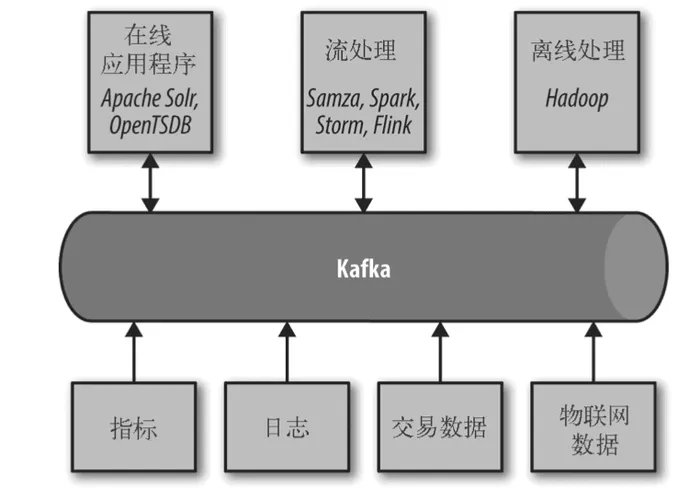 在线
应用程序
Apache Solr,
OpenTSDB
流处理
Samza, Spark,
Storm, Flink
离线处理
Hadoop
Kafka
指标
日志
交易数据
物联网
数据